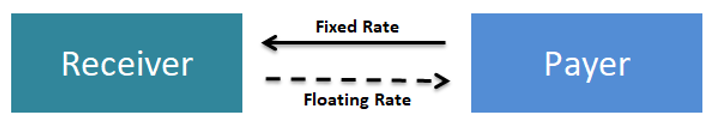 Fixed Rate
Receiver
Payer
Floating Rate